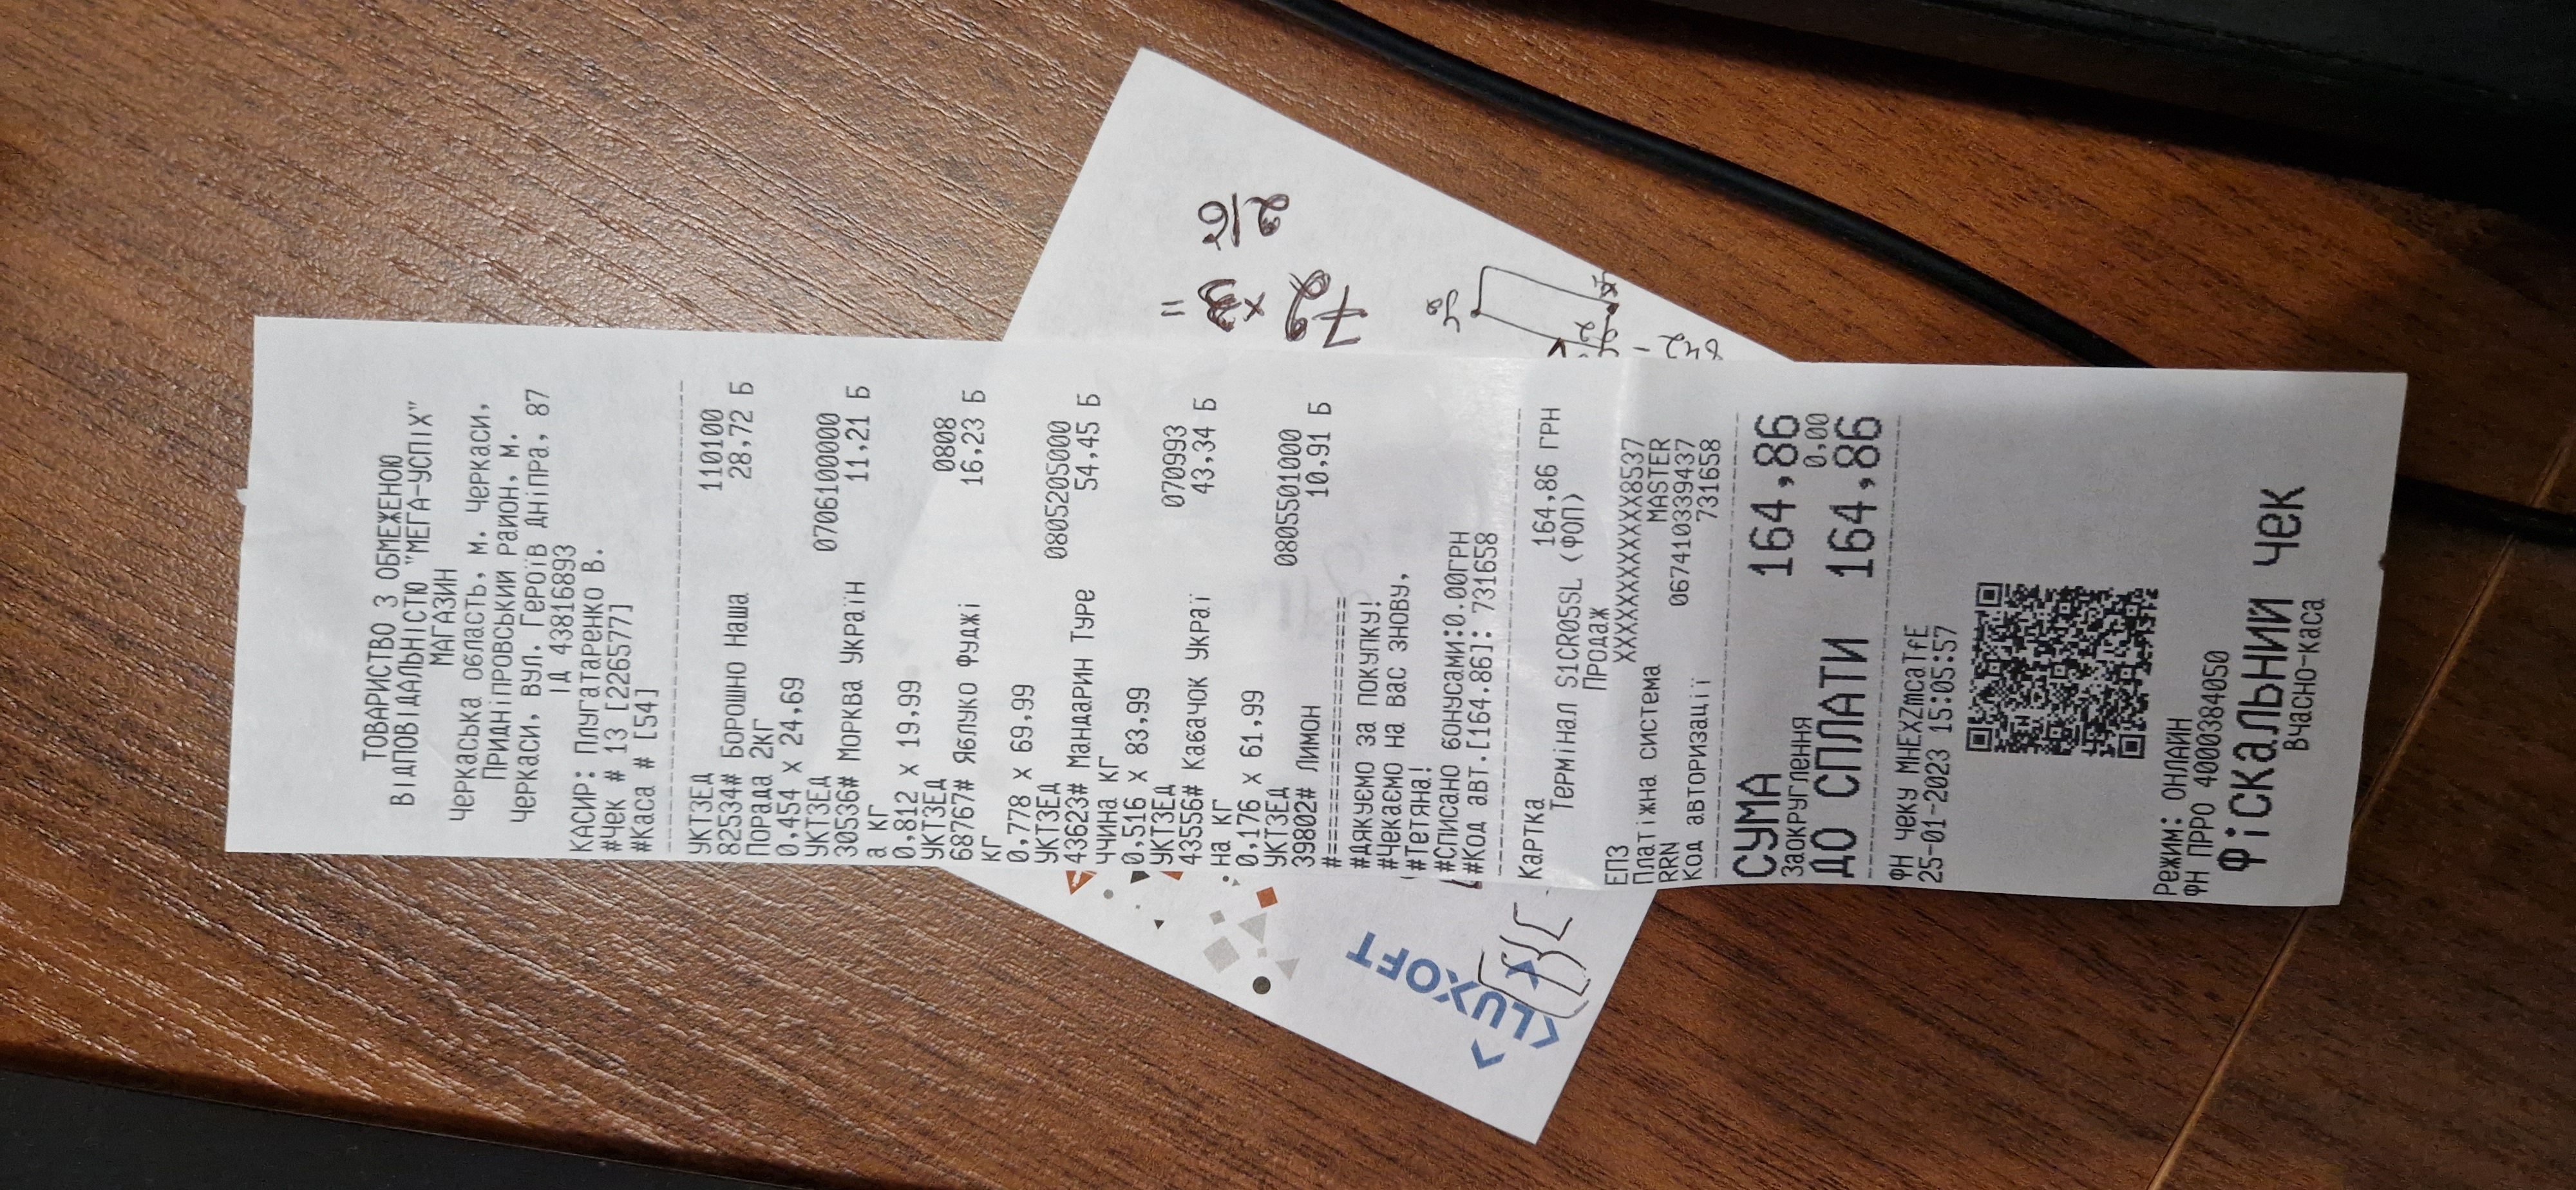 ТОВАРИСТВО З ОБМЕЖЕНОЮ
ВІДПОВІДАЛЬНІСТЮ "МЕГА-УСПІХ"
МАГАЗИН
Черкаська область, м. Черкаси,
Придніпровський район, м.
Черкаси, вул. Героїв Дніпра, 87
ІД 43816893
КАСИР: Плугатаренко В.
#Чек # 13 [226577]
#Каса # [54]
УКТЗЕД 110100
82534# Борошно Наша 28,72 Б
Порада 2КГ
0,454 x 24,69
УКТЗЕД 0706100000
30536# Морква Україн 11,21 Б
а кг
0,812 x 19,99
УКТЗЕД 0808
68767# Яблуко Фуджі 16,23 Б
кг
0,778 x 69,99
УКТЗЕД 0805205000
43623# Мандарин Туре 54,45 Б
ччина кг
0,516 x 83,99
УКТЗЕД 070993
43556# Кабачок Украї 43,34 Б
на кг
0,176 x 61,99
УКТЗЕД 0805501000
39802# Лимон 10,91 Б
#====================
#Дякуємо за покупку!
#Чекаємо на Вас знову,
#Тетяна!
#Списано бонусами:0.00ГРН
#Код авт.[164.86]: 731658
Картка 164,86 ГРН
Термінал S1CR05SL (ФОП)
Продаж
ЕПЗ XXXXXXXXXXXX8537
Платіжна система MASTER
RRN 067410339437
Код авторизації 731658
СУМА 164,86
Заокруглення 0,00
ДО СПЛАТИ 164,86
ФН чеку MHEXZmcaTfE
25-01-2023 15:05:57
Режим: ОНЛАЙН
ФН ПРРО 4000384050
Фіскальний чек
Вчасно-каса
LUXOFT
72